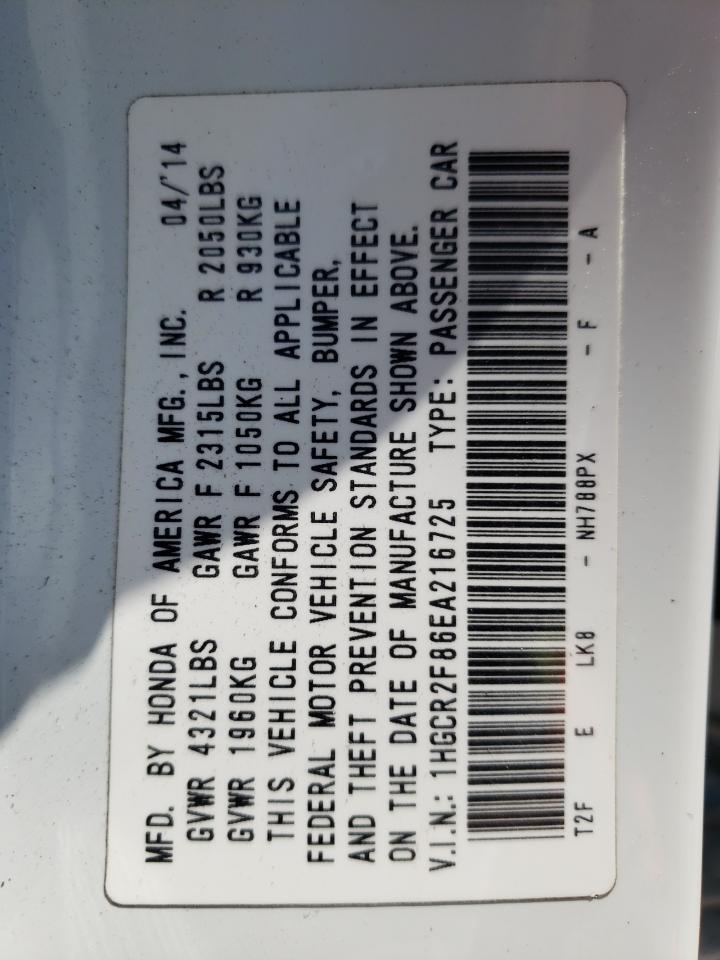 MFD. BY HONDA OF AMERICA MFG., INC. 04/'14
GVWR 4321LBS GAWR F 2315LBS R 2050LBS
GVWR 1960KG GAWR F 1050KG R 930KG
THIS VEHICLE CONFORMS TO ALL APPLICABLE
FEDERAL MOTOR VEHICLE SAFETY, BUMPER,
AND THEFT PREVENTION STANDARDS IN EFFECT
ON THE DATE OF MANUFACTURE SHOWN ABOVE.
V.I.N.: 1HGCR2F86EA216725 TYPE: PASSENGER CAR
T2F E LK8 - NH788PX - F - A